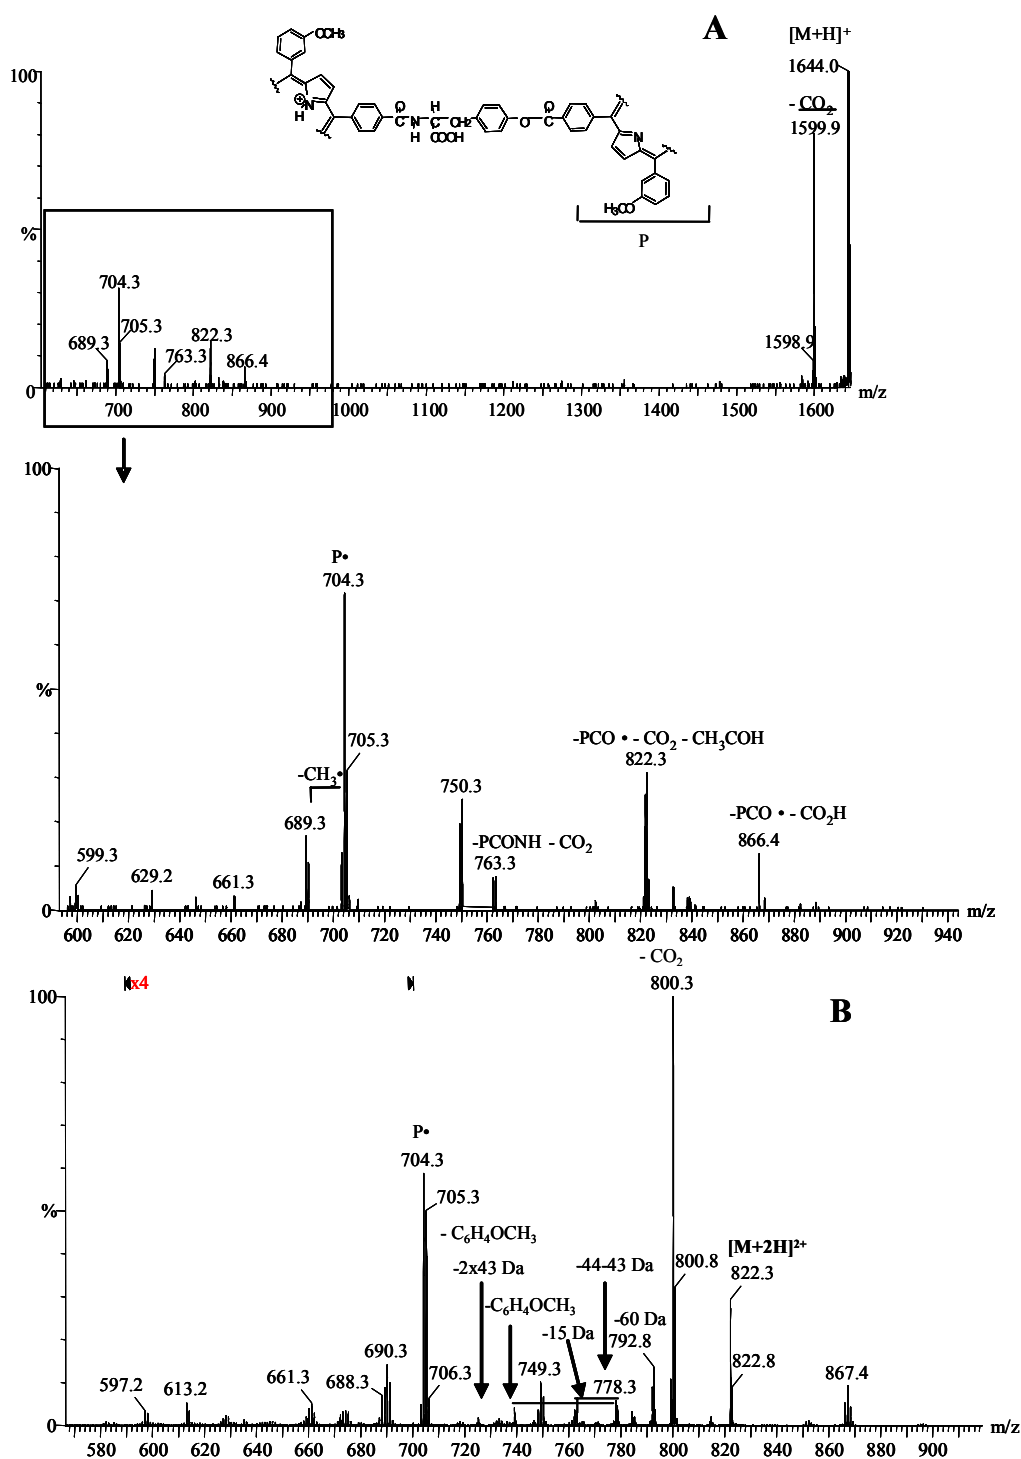 A
[M+H]+
1644.0
- CO2
1599.9
1598.9
OCH3
N
H
O
C
N
H
H
C
COOH
CH2
O
O
C
N
H3CO
P
100
%
0
704.3
705.3
689.3
763.3
822.3
866.4
700 800 900 1000 1100 1200 1300 1400 1500 1600 m/z
100
%
0
P•
704.3
705.3
-CH3•
689.3
599.3
629.2
661.3
750.3
-PCONH - CO2
763.3
-PCO • - CO2 - CH3COH
822.3
-PCO • - CO2H
866.4
600 620 640 660 680 700 720 740 760 780 800 820 840 860 880 900 920 940 m/z
- CO2
x4
800.3
B
100
%
0
P•
704.3
705.3
- C6H4OCH3
-2x43 Da
-C6H4OCH3
-15 Da
-44-43 Da
-60 Da
792.8
800.8
[M+2H]2+
822.3
822.8
867.4
597.2
613.2
661.3
688.3
690.3
706.3
749.3
778.3
580 600 620 640 660 680 700 720 740 760 780 800 820 840 860 880 900 m/z